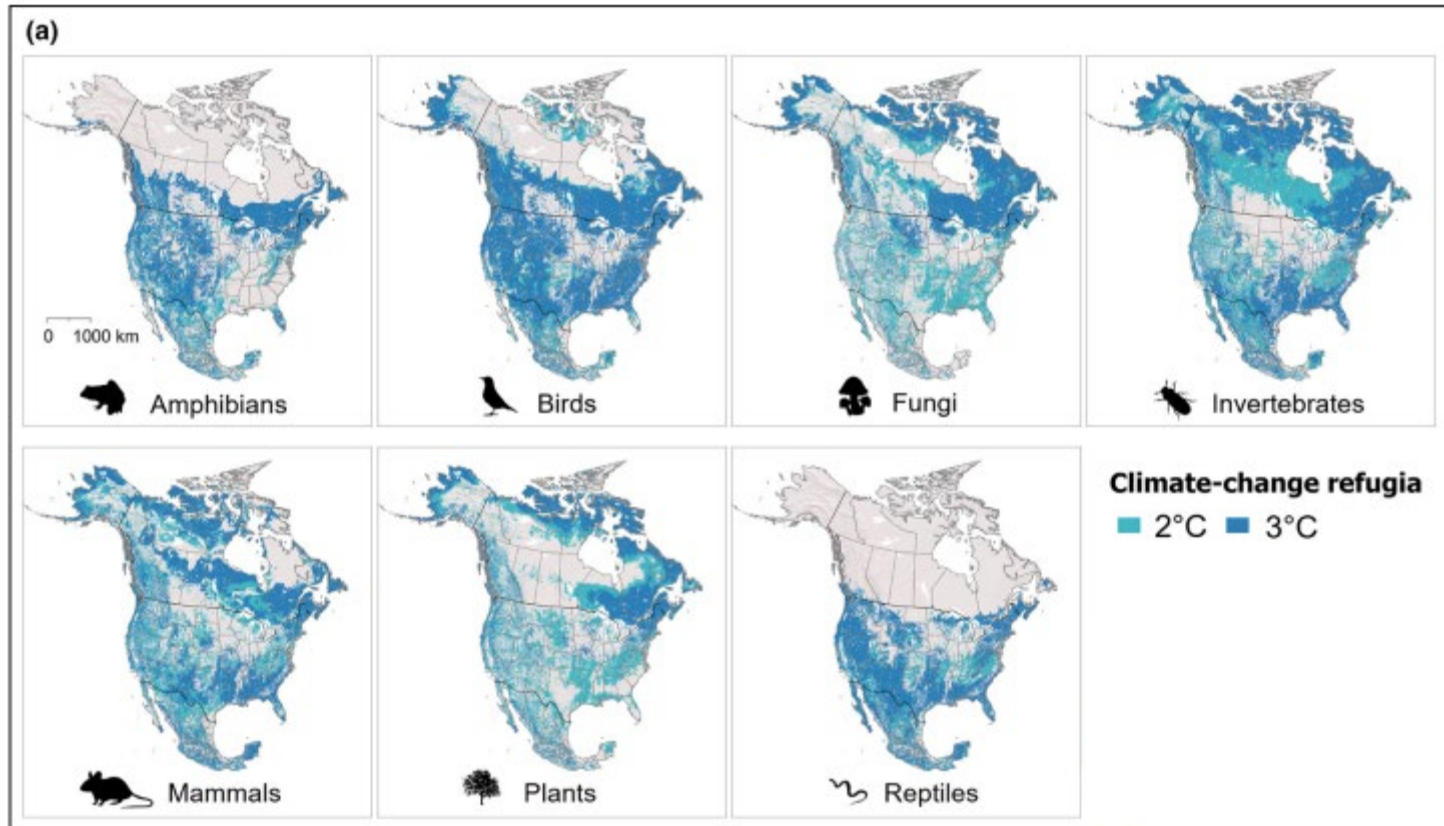 (a)
0 1000 km
Amphibians
Birds
Fungi
Invertebrates
Climate-change refugia
2°C 3°C
Mammals
Plants
Reptiles